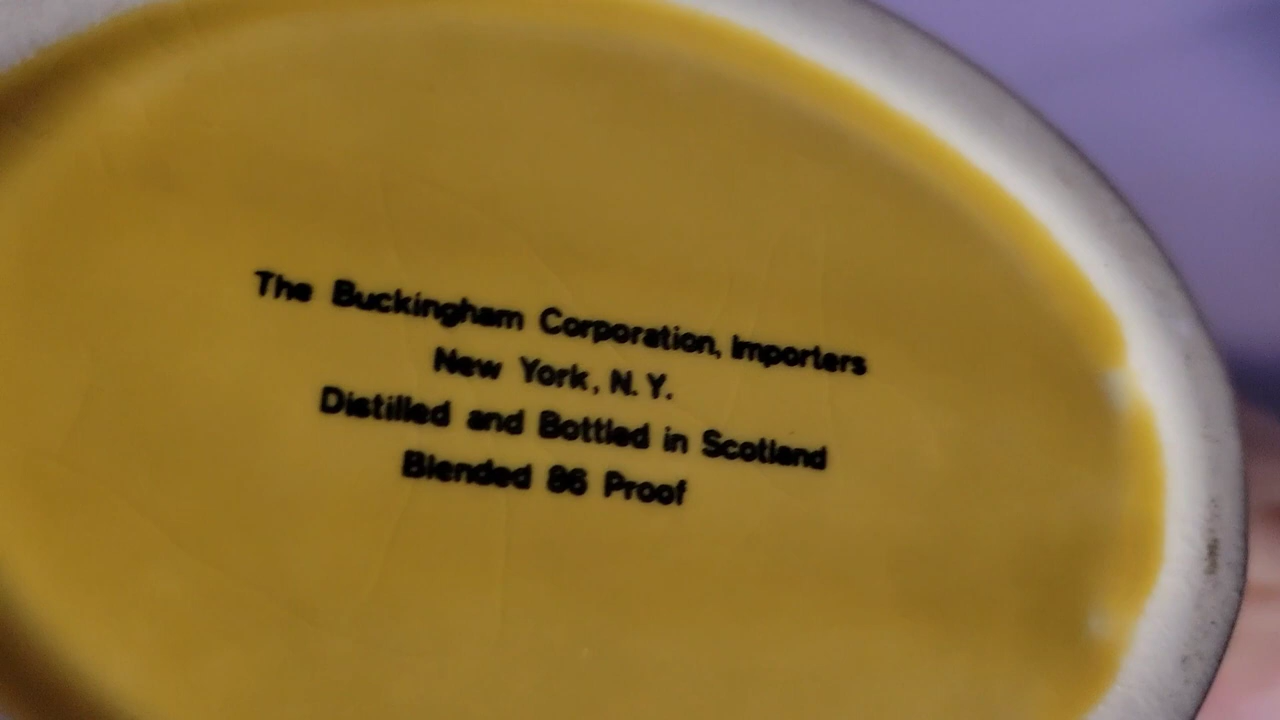 The Buckingham Corporation, Importers
New York, N.Y.
Distilled and Bottled in Scotland
Blended 86 Proof